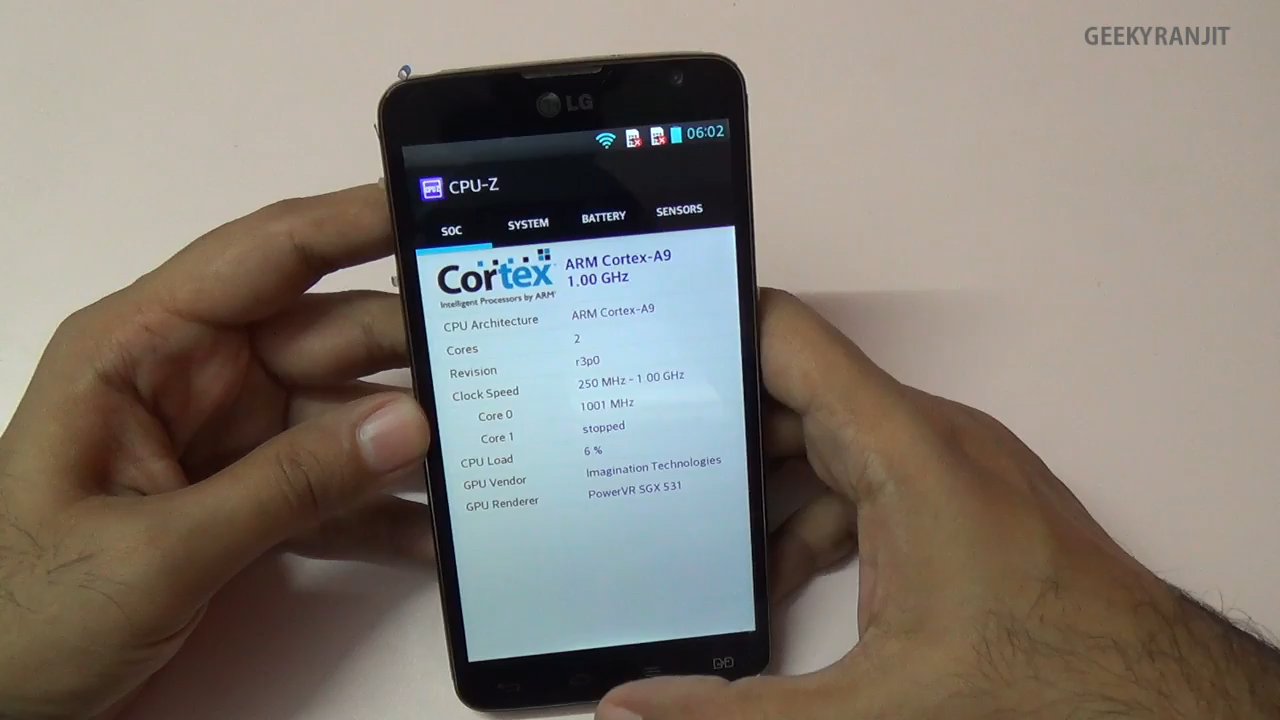 GEEKYRANJIT
LG
06:02
CPU-Z
SOC SYSTEM BATTERY SENSORS
Cortex
Intelligent Processors by ARM
ARM Cortex-A9
1.00 GHz
CPU Architecture ARM Cortex-A9
Cores 2
Revision r3p0
Clock Speed 250 MHz - 1.00 GHz
Core 0 1001 MHz
Core 1 stopped
CPU Load 6 %
GPU Vendor Imagination Technologies
GPU Renderer PowerVR SGX 531